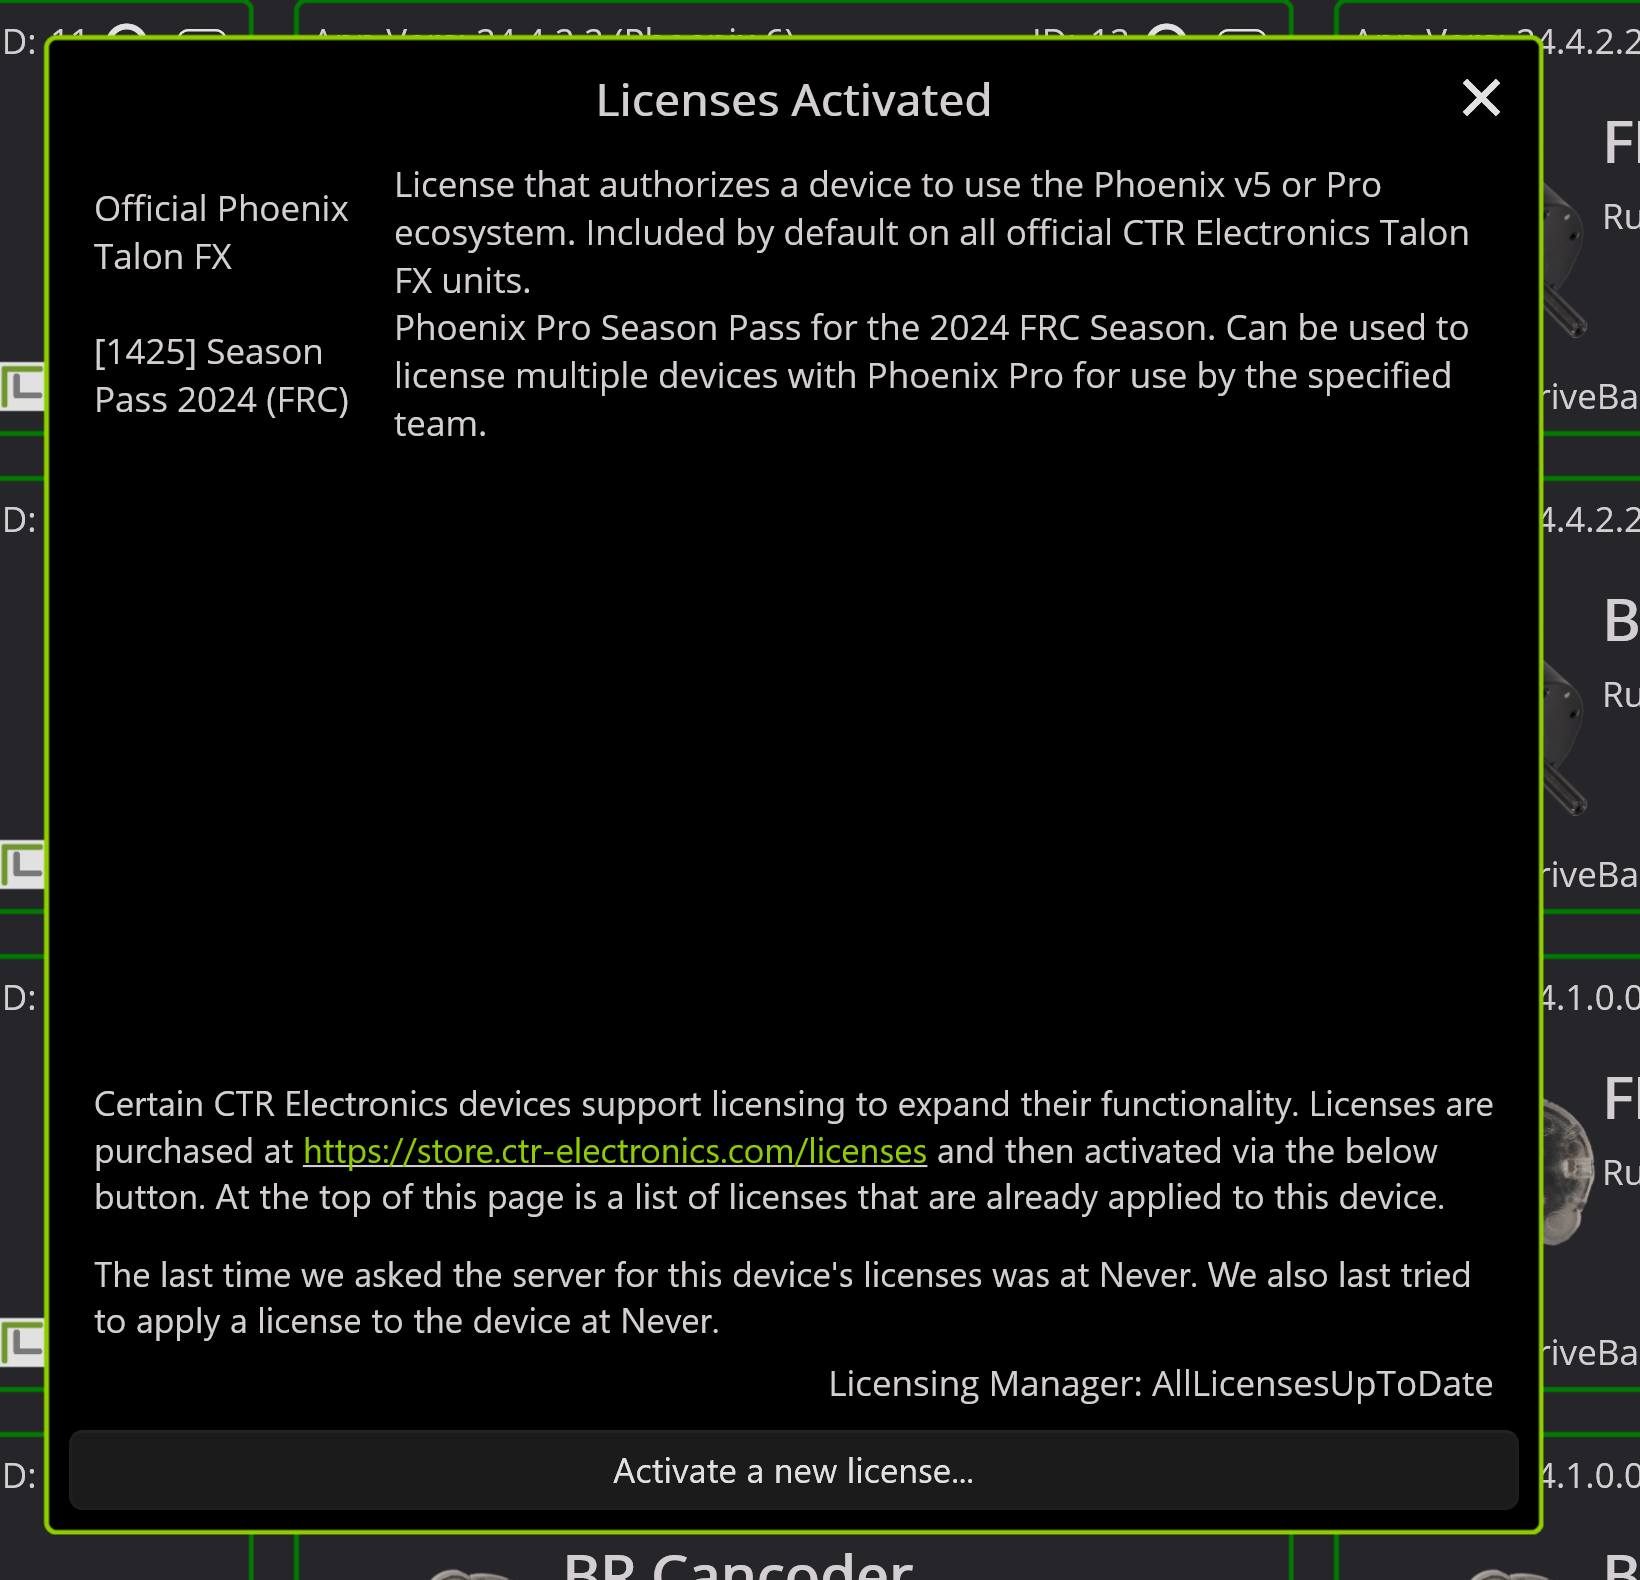 Licenses Activated
Official Phoenix
Talon FX
License that authorizes a device to use the Phoenix v5 or Pro
ecosystem. Included by default on all official CTR Electronics Talon
FX units.
[1425] Season
Pass 2024 (FRC)
Phoenix Pro Season Pass for the 2024 FRC Season. Can be used to
license multiple devices with Phoenix Pro for use by the specified
team.
Certain CTR Electronics devices support licensing to expand their functionality. Licenses are
purchased at https://store.ctr-electronics.com/licenses and then activated via the below
button. At the top of this page is a list of licenses that are already applied to this device.
The last time we asked the server for this device's licenses was at Never. We also last tried
to apply a license to the device at Never.
Licensing Manager: AllLicensesUpToDate
Activate a new license...
D:
D:
D:
D:
4.4.2.2
Ru
riveBa
4.4.2.2
B
Ru
riveBa
4.1.0.0
Ru
riveBa
4.1.0.0
BR Cancoder